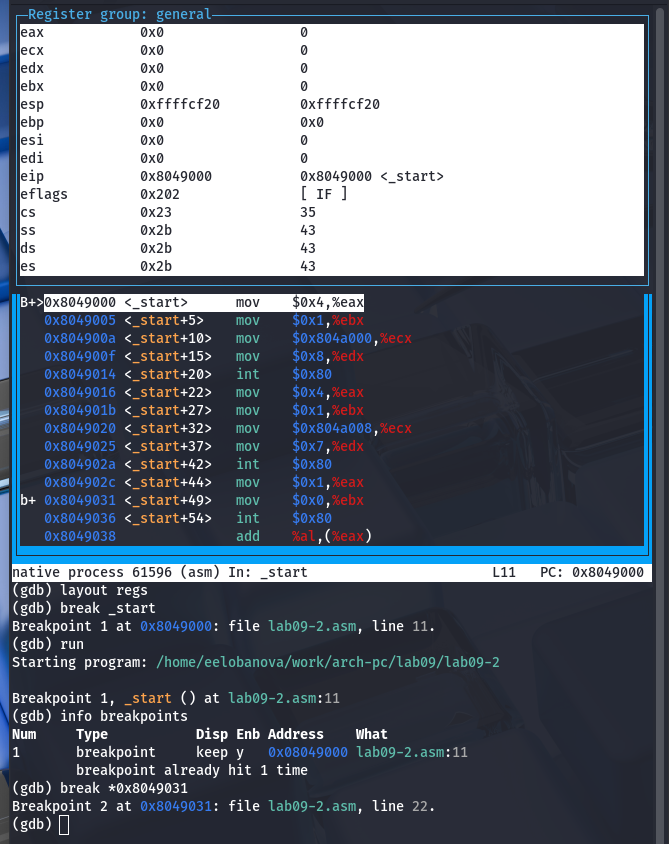 Register group: general
eax 0x0 0
ecx 0x0 0
edx 0x0 0
ebx 0x0 0
esp 0xffffcf20 0xffffcf20
ebp 0x0 0x0
esi 0x0 0
edi 0x0 0
eip 0x8049000 0x8049000 <_start>
eflags 0x202 [ IF ]
cs 0x23 35
ss 0x2b 43
ds 0x2b 43
es 0x2b 43
B+>0x8049000 <_start> mov $0x4,%eax
0x8049005 <_start+5> mov $0x1,%ebx
0x804900a <_start+10> mov $0x804a000,%ecx
0x804900f <_start+15> mov $0x8,%edx
0x8049014 <_start+20> int $0x80
0x8049016 <_start+22> mov $0x4,%eax
0x804901b <_start+27> mov $0x1,%ebx
0x8049020 <_start+32> mov $0x804a008,%ecx
0x8049025 <_start+37> mov $0x7,%edx
0x804902a <_start+42> int $0x80
0x804902c <_start+44> mov $0x1,%eax
b+ 0x8049031 <_start+49> mov $0x0,%ebx
0x8049036 <_start+54> int $0x80
0x8049038 add %al,(%eax)
native process 61596 (asm) In: _start L11 PC: 0x8049000
(gdb) layout regs
(gdb) break _start
Breakpoint 1 at 0x8049000: file lab09-2.asm, line 11.
(gdb) run
Starting program: /home/eelobanova/work/arch-pc/lab09/lab09-2
Breakpoint 1, _start () at lab09-2.asm:11
(gdb) info breakpoints
Num Type Disp Enb Address What
1 breakpoint keep y 0x08049000 lab09-2.asm:11
breakpoint already hit 1 time
(gdb) break *0x8049031
Breakpoint 2 at 0x8049031: file lab09-2.asm, line 22.
(gdb)